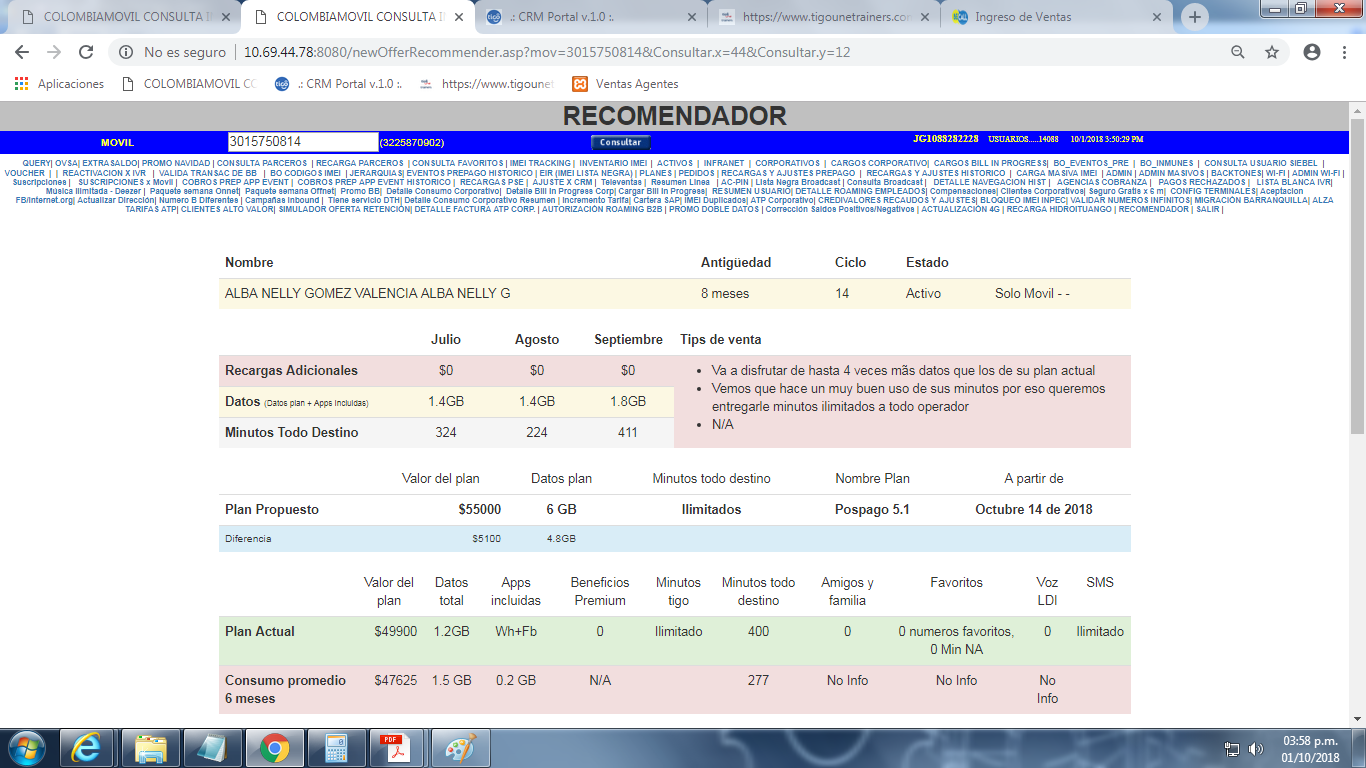 COLOMBIAMOVIL CONSULTA I
COLOMBIAMOVIL CONSULTA I
.: CRM Portal v.1.0 :.
https://www.tigounetrainers.co
Ingreso de Ventas
No es seguro | 10.69.44.78:8080/newOfferRecommender.asp?mov=3015750814&Consultar.x=44&Consultar.y=12
Aplicaciones
COLOMBIAMOVIL CO
.: CRM Portal v.1.0 :.
https://www.tigounet
Ventas Agentes
RECOMENDADOR
MOVIL 3015750814 (3225870902) Consultar JG1088282228 USUARIOS.....14088 10/1/2018 3:50:29 PM
QUERY| OVSA| EXTRASALDO| PROMO NAVIDAD | CONSULTA PARCEROS | RECARGA PARCEROS | CONSULTA FAVORITOS | IMEI TRACKING | INVENTARIO IMEI | ACTIVOS | INFRANET | CORPORATIVOS | CARGOS CORPORATIVO| CARGOS BILL IN PROGRESS| BO_EVENTOS_PRE | BO_INMUNES | CONSULTA USUARIO SIEBEL |
VOUCHER | | REACTIVACION X IVR | VALIDA TRANSAC DE BB | BO CODIGOS IMEI | JERARQUIAS| EVENTOS PREPAGO HISTORICO | EIR (IMEI LISTA NEGRA) | PLANES | PEDIDOS | RECARGAS Y AJUSTES PREPAGO | RECARGAS Y AJUSTES HISTORICO | CARGA MASIVA IMEI | ADMIN | ADMIN MASIVOS | BACKTONES| WI-FI | ADMIN WI-FI |
Suscripciones | SUSCRIPCIONES x Movil | COBROS PREP APP EVENT | COBROS PREP APP EVENT HISTORICO | RECARGAS PSE | AJUSTE X CRM | Televentas | Resumen Linea | AC-PIN | Lista Negra Broadcast | Consulta Broadcast | DETALLE NAVEGACION HIST | AGENCIAS COBRANZA | PAGOS RECHAZADOS | LISTA BLANCA IVR|
Musica Ilimitada - Deezer | Paquete semana Onnet| Paquete semana Offnet| Promo BB| Detalle Consumo Corporativo| Detalle Bill In Progress Corp| Cargar Bill In Progress| RESUMEN USUARIO| DETALLE ROAMING EMPLEADOS| Compensaciones| Clientes Corporativos| Seguro Gratis x 6 m| CONFIG TERMINALES| Aceptacion
FB/Internet.org| Actualizar Dirección| Numero B Diferentes | Campañas Inbound | Tiene servicio DTH| Detalle Consumo Corporativo Resumen | Incremento Tarifa| Cartera SAP| IMEI Duplicados| ATP Corporativo| CREDIVALORES RECAUDOS Y AJUSTES| BLOQUEO IMEI INPEC| VALIDAR NUMEROS INFINITOS| MIGRACIÓN BARRANQUILLA| ALZA
TARIFAS ATP| CLIENTES ALTO VALOR| SIMULADOR OFERTA RETENCIÓN| DETALLE FACTURA ATP CORP. | AUTORIZACIÓN ROAMING B2B | PROMO DOBLE DATOS | Corrección Saldos Positivos/Negativos | ACTUALIZACIÓN 4G | RECARGA HIDROITUANGO | RECOMENDADOR | SALIR |
Nombre Antigüedad Ciclo Estado
ALBA NELLY GOMEZ VALENCIA ALBA NELLY G 8 meses 14 Activo Solo Movil - -
Julio Agosto Septiembre Tips de venta
Recargas Adicionales $0 $0 $0
Datos (Datos plan + Apps Incluidas) 1.4GB 1.4GB 1.8GB
Minutos Todo Destino 324 224 411
• Va a disfrutar de hasta 4 veces mãs datos que los de su plan actual
• Vemos que hace un muy buen uso de sus minutos por eso queremos
entregarle minutos ilimitados a todo operador
• N/A
Valor del plan Datos plan Minutos todo destino Nombre Plan A partir de
Plan Propuesto $55000 6 GB Ilimitados Pospago 5.1 Octubre 14 de 2018
Diferencia $5100 4.8GB
Valor del Datos Apps Beneficios Minutos Minutos todo Amigos y Favoritos Voz SMS
plan total incluidas Premium tigo destino familia LDI
Plan Actual $49900 1.2GB Wh+Fb 0 Ilimitado 400 0 0 numeros favoritos, 0 Ilimitado
0 Min NA
Consumo promedio $47625 1.5 GB 0.2 GB N/A 277 No Info No Info No
6 meses Info
PDF
03:58 p.m.
01/10/2018